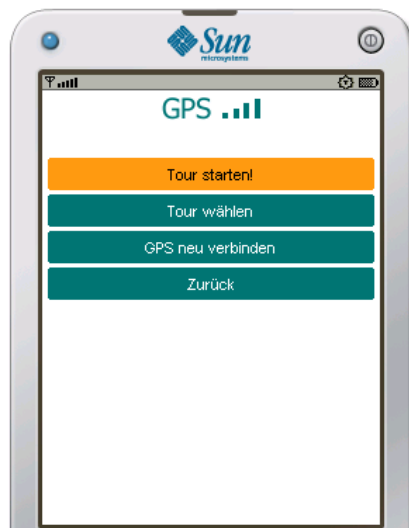 Sun
microsystems
GPS
Tour starten!
Tour wählen
GPS neu verbinden
Zurück